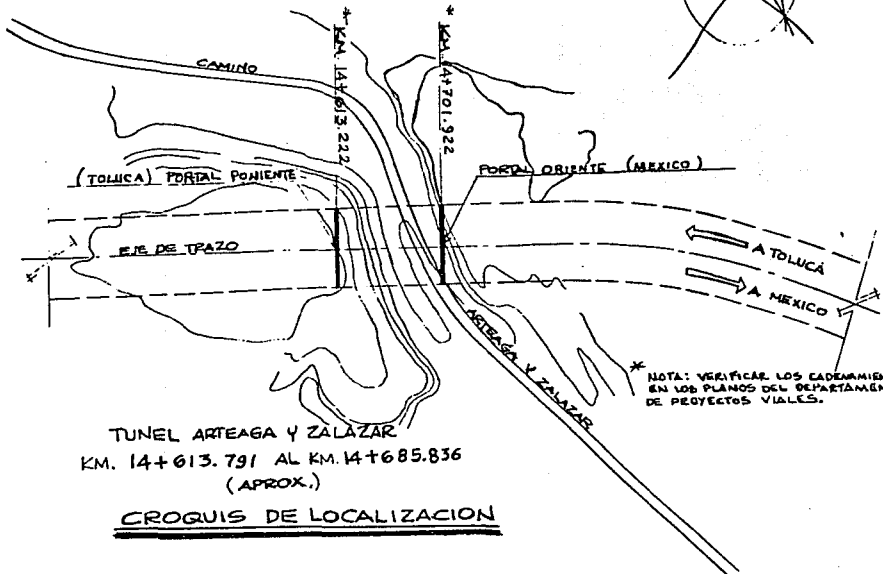 * KM. 14+613.222
* KM. 14+701.922
CAMINO
(TOLUCA) PORTAL PONIENTE
PORTAL ORIENTE (MEXICO)
EJE DE TRAZO
A TOLUCA
A MEXICO
ARTEAGA Y ZALAZAR
* NOTA: VERIFICAR LOS CADENAMIEN
EN LOS PLANOS DEL DEPARTAMEN
DE PROYECTOS VIALES.
TUNEL ARTEAGA Y ZALAZAR
KM. 14+613.791 AL KM. 14+685.836
(APROX.)
CROQUIS DE LOCALIZACION